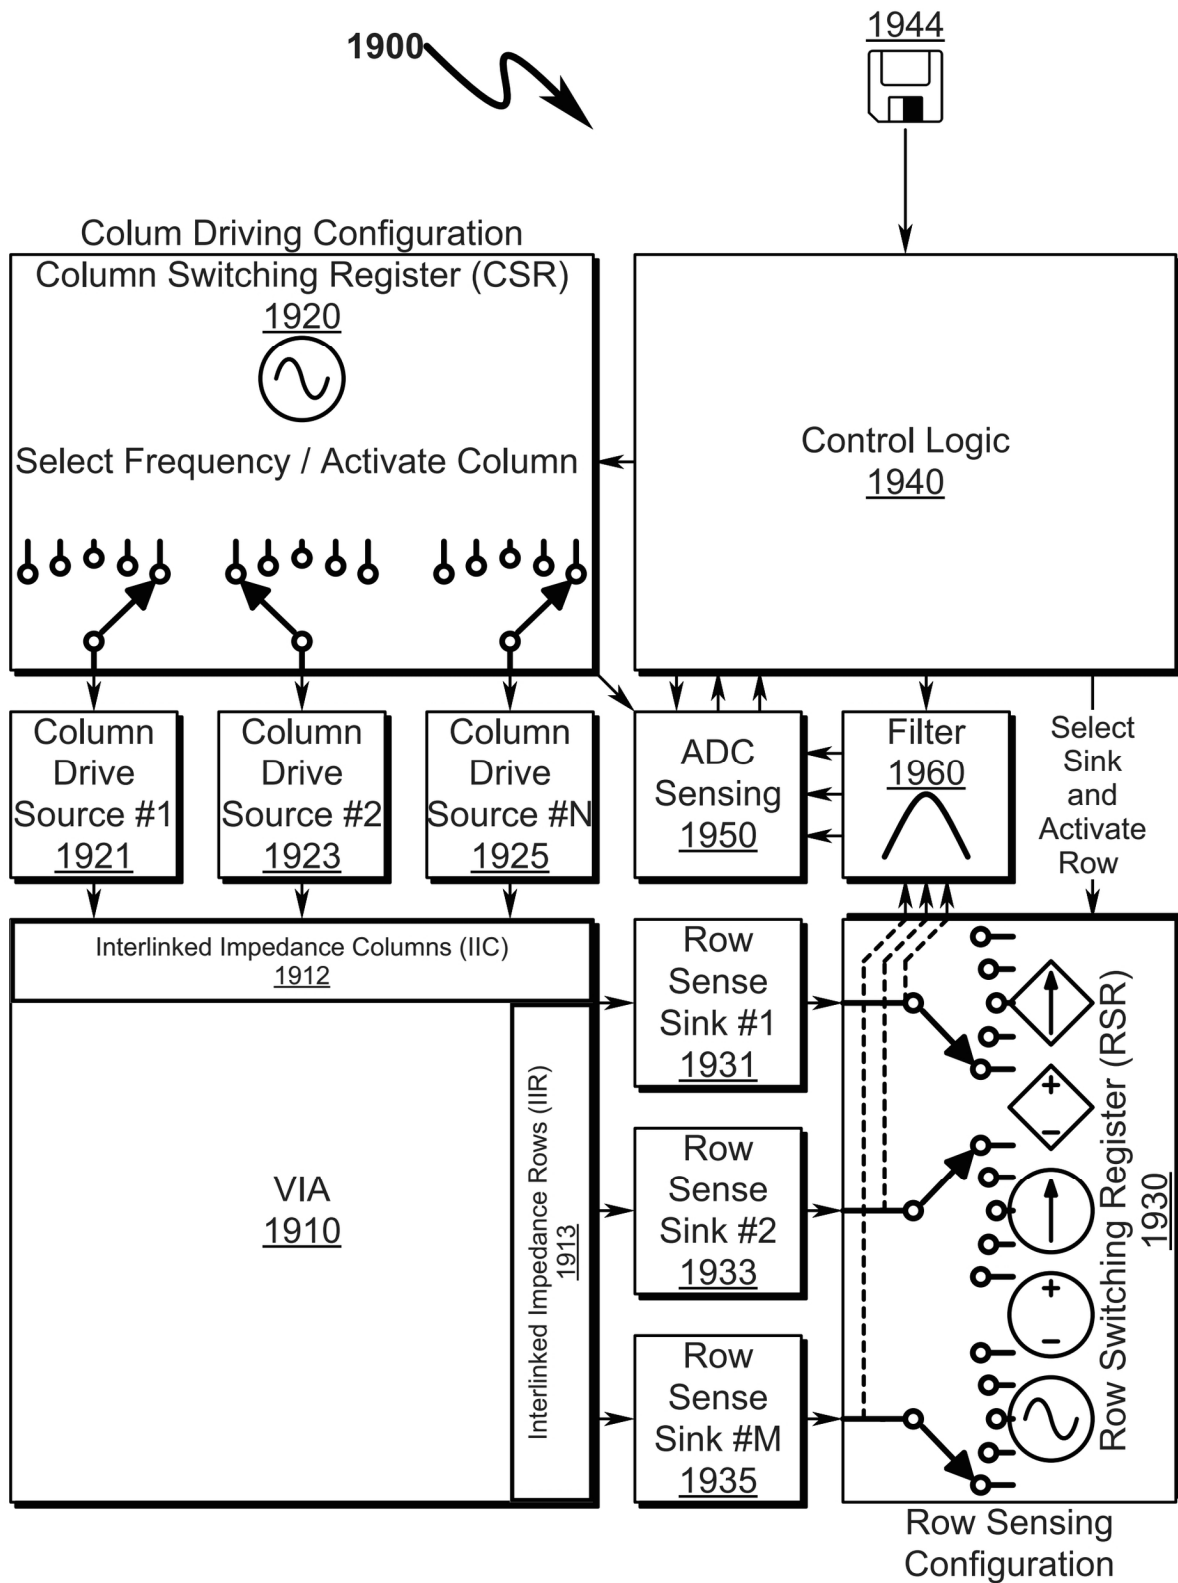 1900
1944
Colum Driving Configuration
Column Switching Register (CSR)
1920
Select Frequency / Activate Column
Control Logic
1940
Column
Drive
Source #1
1921
Column
Drive
Source #2
1923
Column
Drive
Source #N
1925
ADC
Sensing
1950
Filter
1960
Select
Sink
and
Activate
Row
Interlinked Impedance Columns (IIC)
1912
Interlinked Impedance Rows (IIR)
1913
VIA
1910
Row
Sense
Sink #1
1931
Row
Sense
Sink #2
1933
Row
Sense
Sink #M
1935
+
−
+
−
Row Switching Register (RSR)
1930
Row Sensing
Configuration